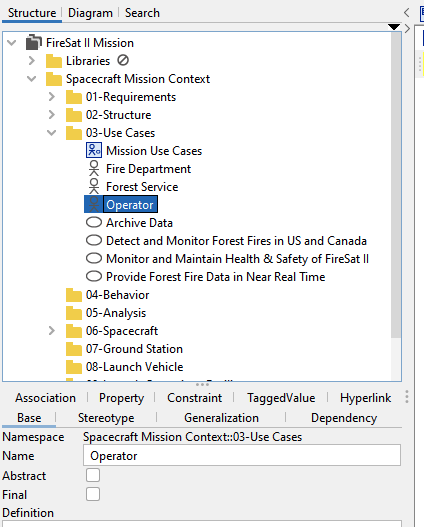 Structure Diagram Search
FireSat II Mission
Libraries
Spacecraft Mission Context
01-Requirements
02-Structure
03-Use Cases
Mission Use Cases
Fire Department
Forest Service
Operator
Archive Data
Detect and Monitor Forest Fires in US and Canada
Monitor and Maintain Health & Safety of FireSat II
Provide Forest Fire Data in Near Real Time
04-Behavior
05-Analysis
06-Spacecraft
07-Ground Station
08-Launch Vehicle
Association Property Constraint TaggedValue Hyperlink
Base Stereotype Generalization Dependency
Namespace Spacecraft Mission Context::03-Use Cases
Name Operator
Abstract
Final
Definition